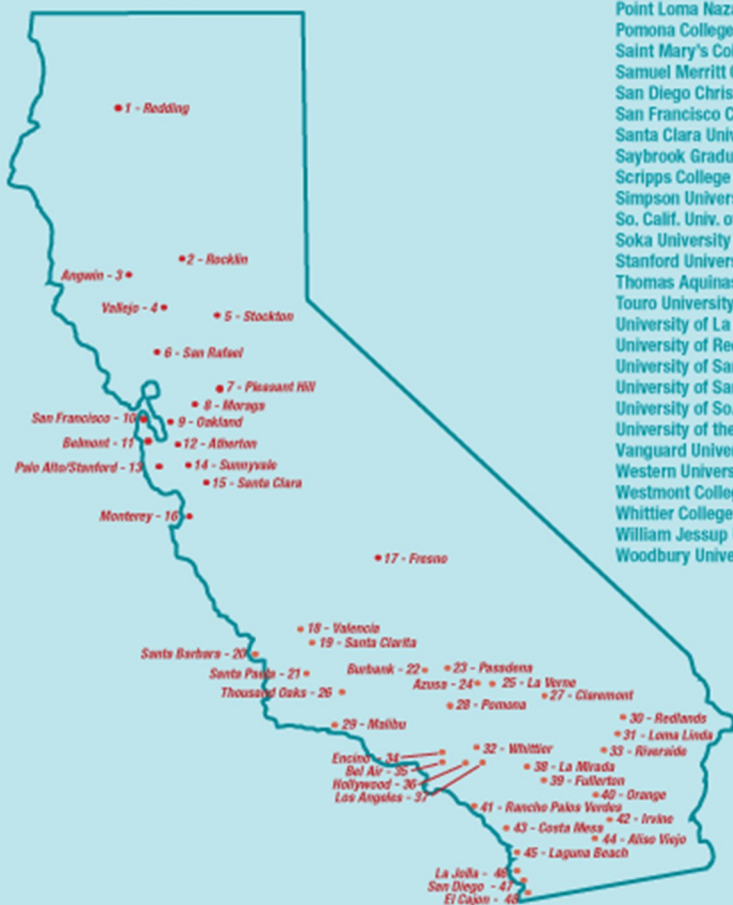 Point Loma Naza
Pomona College
Saint Mary's Col
Samuel Merritt
San Diego Chris
San Francisco C
Santa Clara Univ
Saybrook Gradu
Scripps College
Simpson Univers
So. Calif. Univ. o
Soka University
Stanford Univers
Thomas Aquinas
Touro University
University of La
University of Red
University of Sa
University of Sa
University of So.
University of the
Vanguard Univer
Western Univers
Westmont Colleg
Whittier College
William Jessup
Woodbury Unive
1 - Redding
2 - Rocklin
Angwin - 3
Vallejo - 4
5 - Stockton
6 - San Rafael
7 - Pleasant Hill
8 - Moraga
San Francisco - 10
9 - Oakland
Belmont - 11
12 - Atherton
Palo Alto/Stanford - 13
14 - Sunnyvale
15 - Santa Clara
Monterey - 16
17 - Fresno
18 - Valencia
19 - Santa Clarita
Santa Barbara - 20
Santa Paula - 21
Burbank - 22
23 - Pasadena
Azusa - 24
25 - La Verne
Thousand Oaks - 26
27 - Claremont
28 - Pomona
29 - Malibu
30 - Redlands
31 - Loma Linda
32 - Whittier
33 - Riverside
Encino - 34
Bel Air - 35
Hollywood - 36
Los Angeles - 37
38 - La Mirada
39 - Fullerton
40 - Orange
41 - Rancho Palos Verdes
42 - Irvine
43 - Costa Mesa
44 - Aliso Viejo
45 - Laguna Beach
La Jolla - 46
San Diego - 47
El Cajon - 48